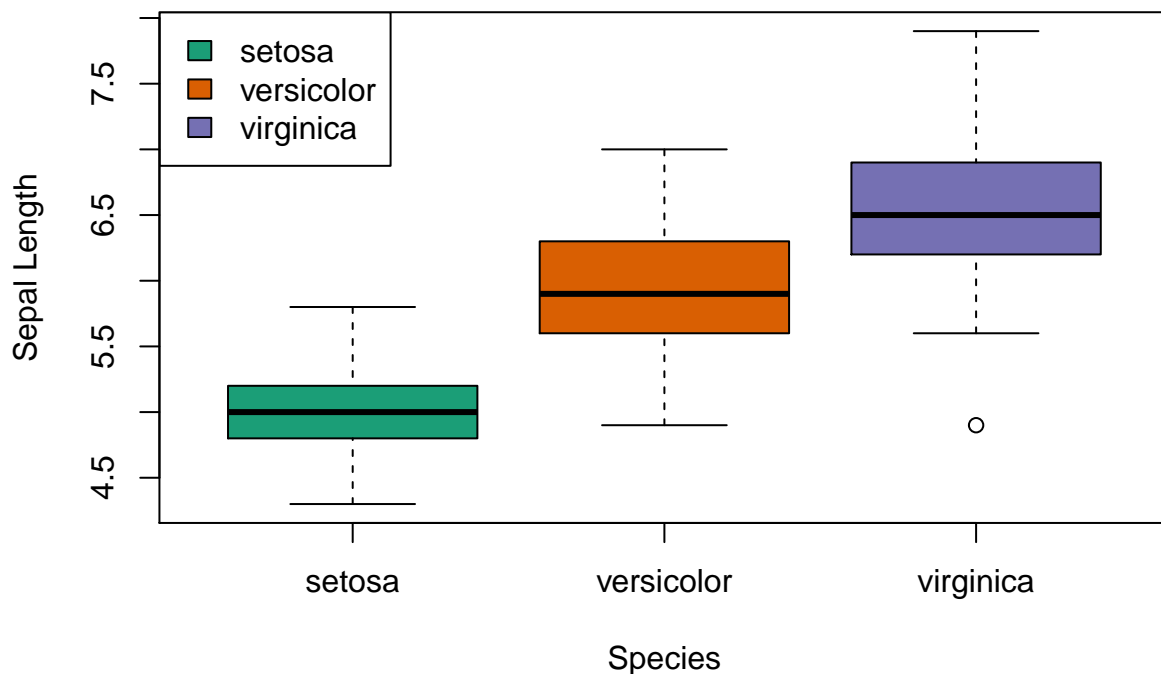 setosa
versicolor
virginica
7.5
6.5
5.5
4.5
Sepal Length
setosa versicolor virginica
Species